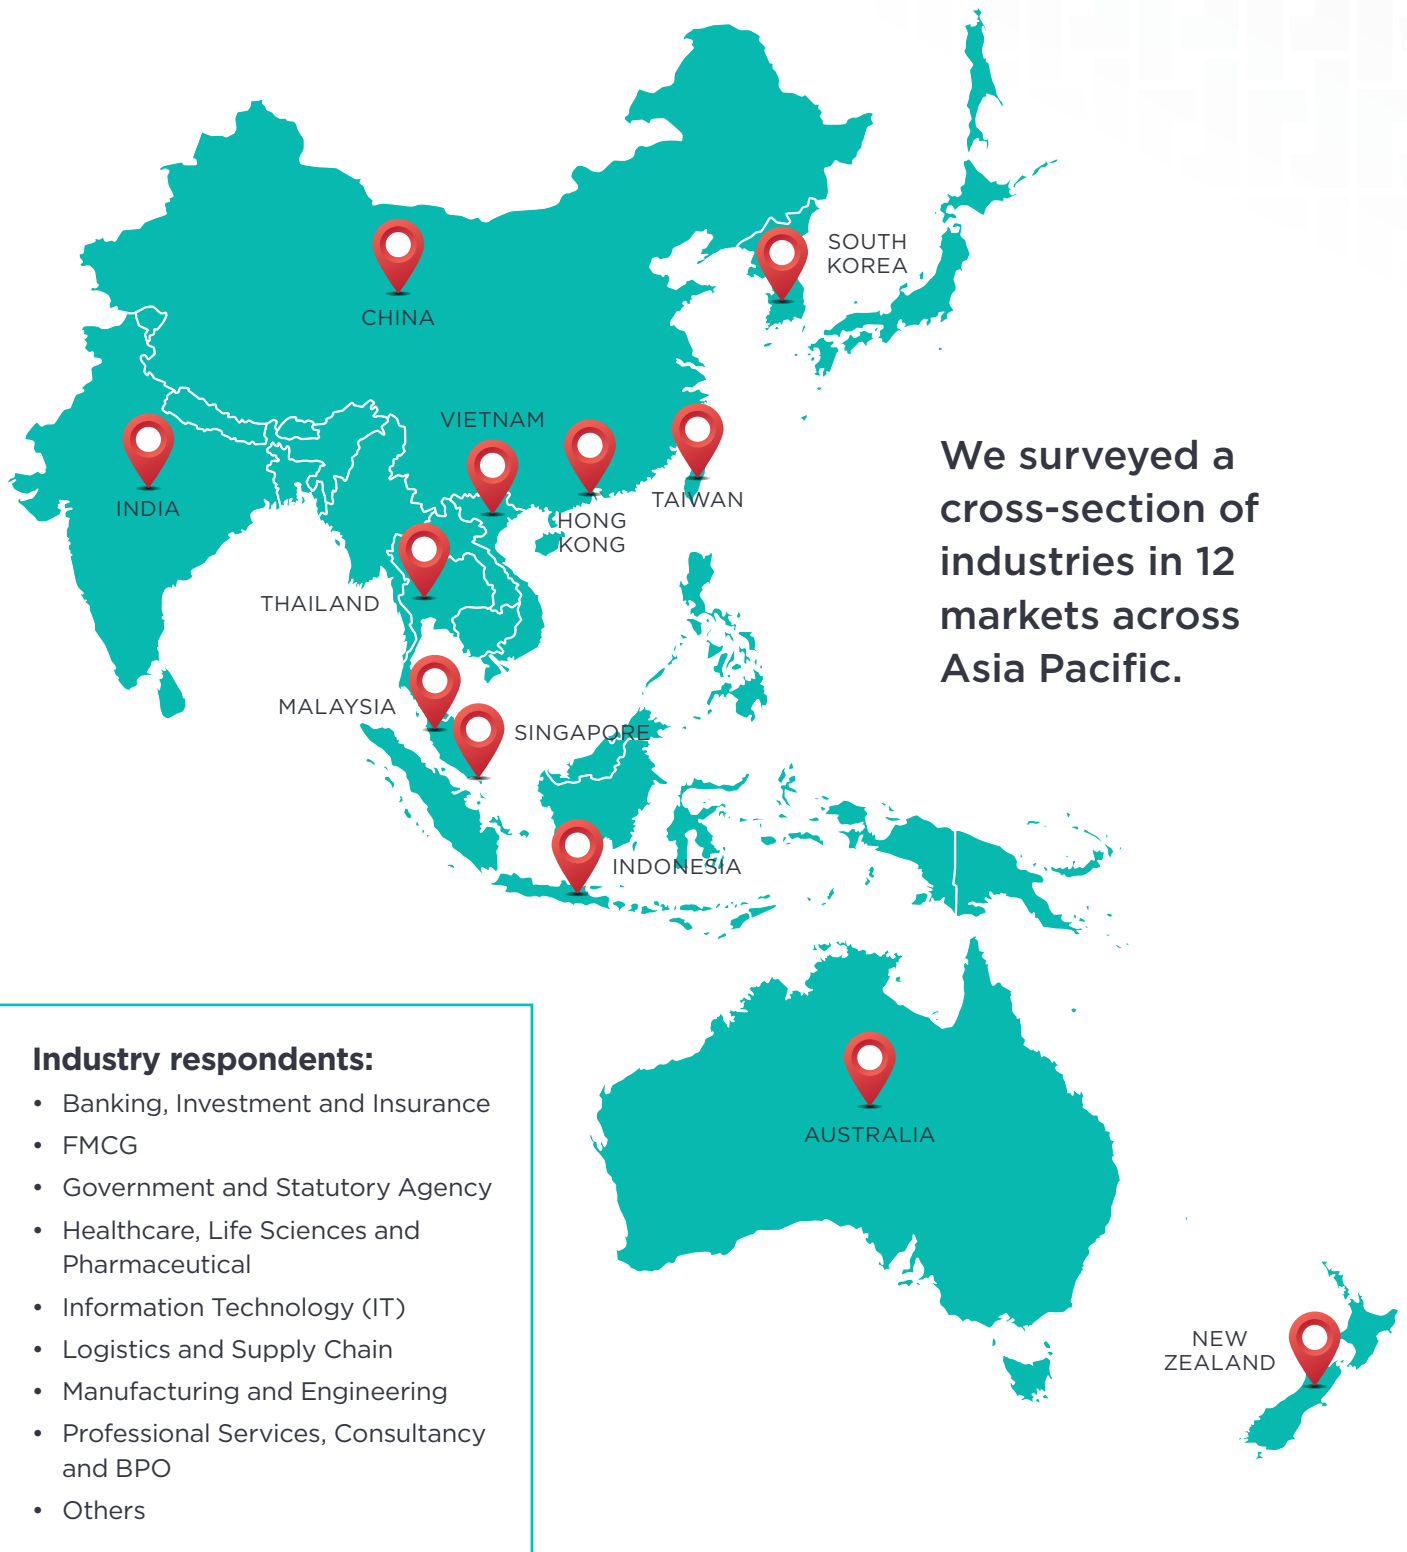 SOUTH
KOREA
CHINA
VIETNAM
INDIA
TAIWAN
HONG
KONG
THAILAND
MALAYSIA
SINGAPORE
INDONESIA
AUSTRALIA
NEW
ZEALAND
We surveyed a
cross-section of
industries in 12
markets across
Asia Pacific.
Industry respondents:
• Banking, Investment and Insurance
• FMCG
• Government and Statutory Agency
• Healthcare, Life Sciences and
Pharmaceutical
• Information Technology (IT)
• Logistics and Supply Chain
• Manufacturing and Engineering
• Professional Services, Consultancy
and BPO
• Others